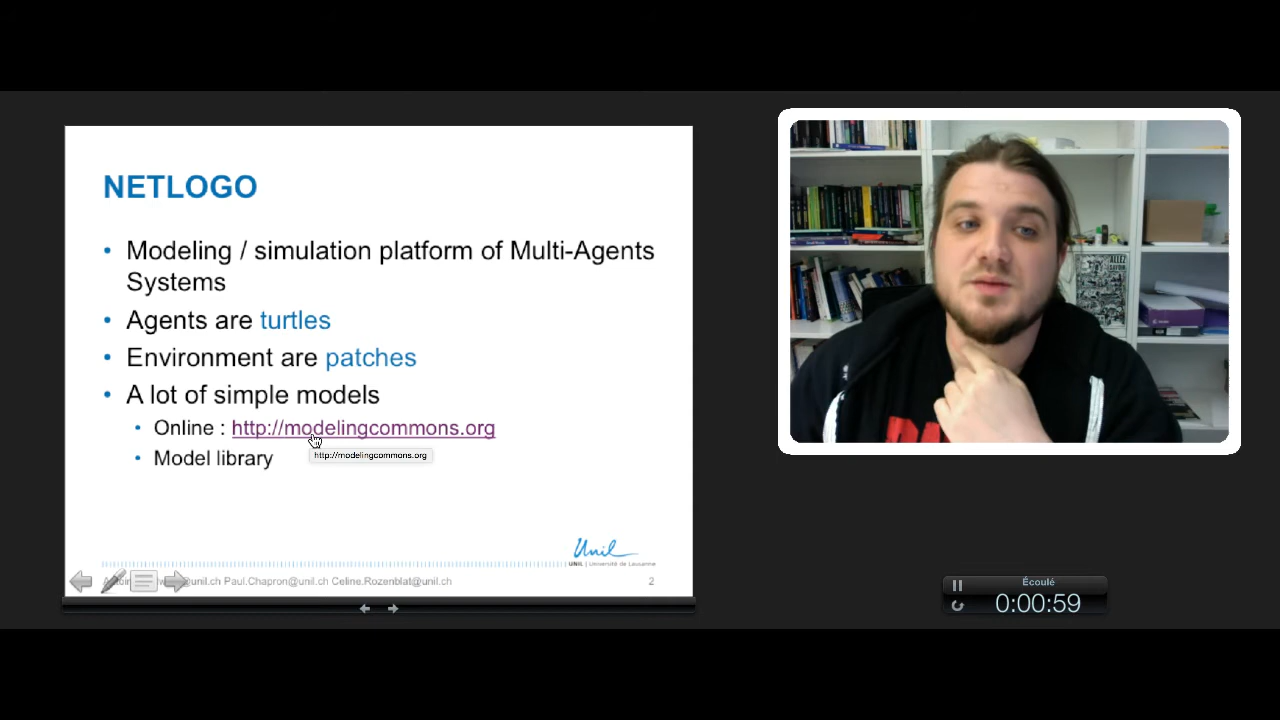 NETLOGO
• Modeling / simulation platform of Multi-Agents
Systems
• Agents are turtles
• Environment are patches
• A lot of simple models
• Online : http://modelingcommons.org
http://modelingcommons.org
• Model library
Unil
UNIL | Université de Lausanne
@unil.ch Paul.Chapron@unil.ch Celine.Rozenblat@unil.ch
2
Écoulé
0:00:59